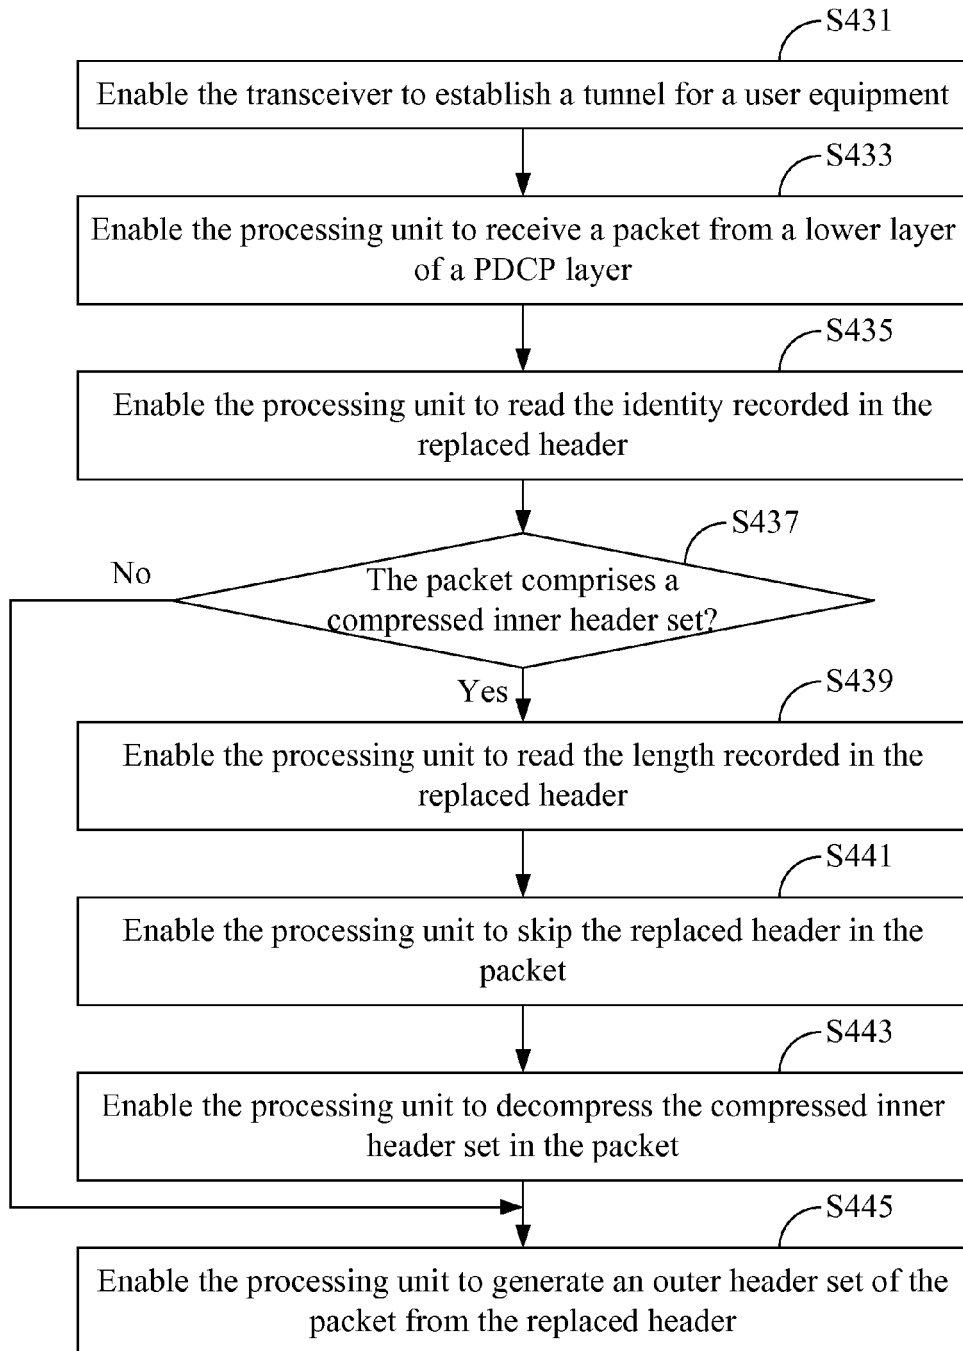 S431
Enable the transceiver to establish a tunnel for a user equipment
S433
Enable the processing unit to receive a packet from a lower layer
of a PDCP layer
S435
Enable the processing unit to read the identity recorded in the
replaced header
S437
No
The packet comprises a
compressed inner header set?
Yes
S439
Enable the processing unit to read the length recorded in the
replaced header
S441
Enable the processing unit to skip the replaced header in the
packet
S443
Enable the processing unit to decompress the compressed inner
header set in the packet
S445
Enable the processing unit to generate an outer header set of the
packet from the replaced header